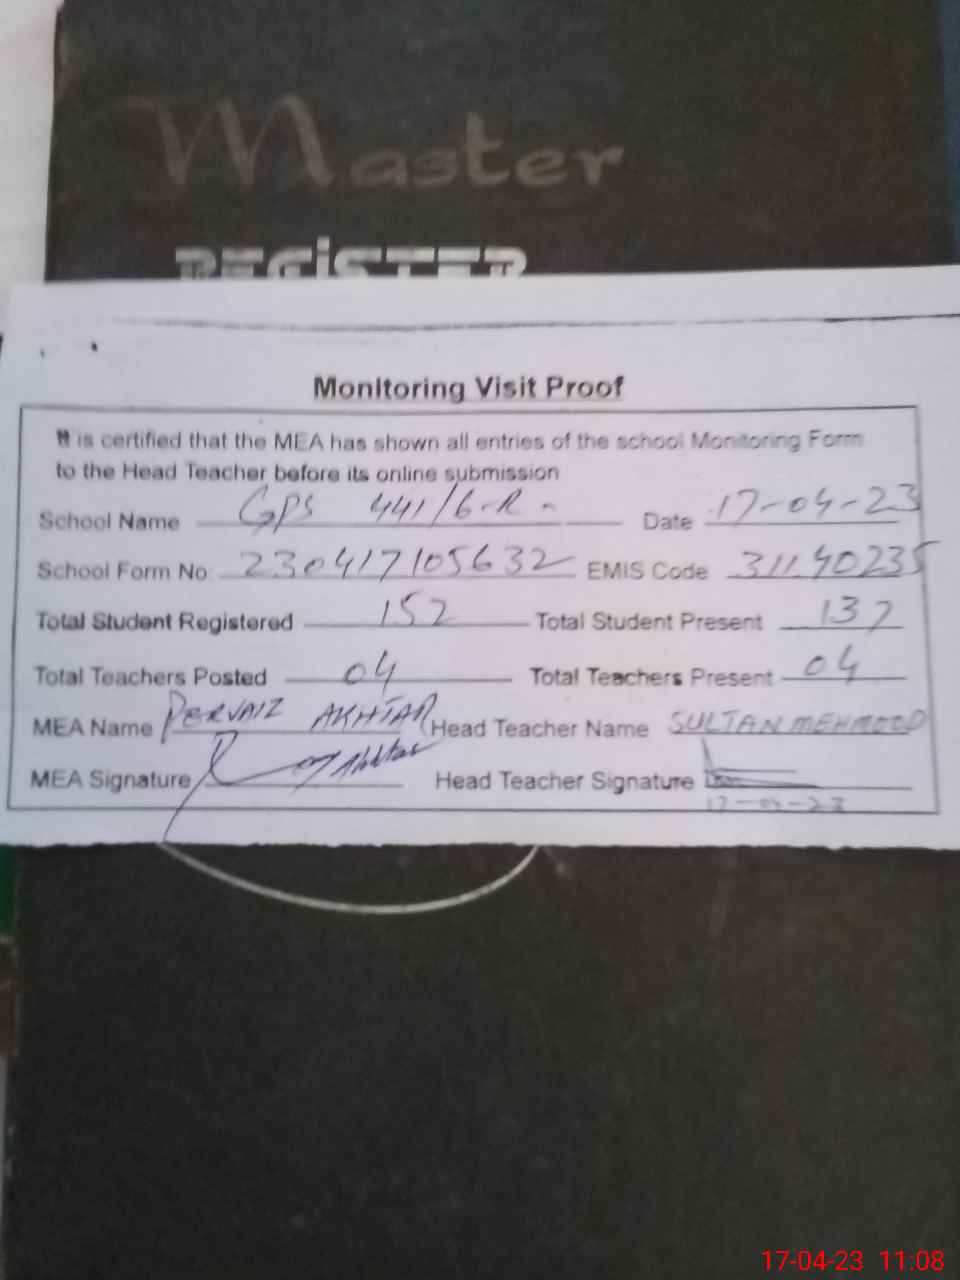 Master
REGiSTER
Monitoring Visit Proof
It is certified that the MEA has shown all entries of the school Monitoring Form
to the Head Teacher before its online submission
School Name GPS 441/6-R. Date 17-04-23
School Form No. 230417105632 EMIS Code 31140235
Total Student Registered 152 Total Student Present 137
Total Teachers Posted 04 Total Teachers Present 04
MEA Name PERVAIZ AKHTAR Head Teacher Name SULTAN MEHMOOD
MEA Signature Akhtar Head Teacher Signature
17-04-23
17-04-23 11:08